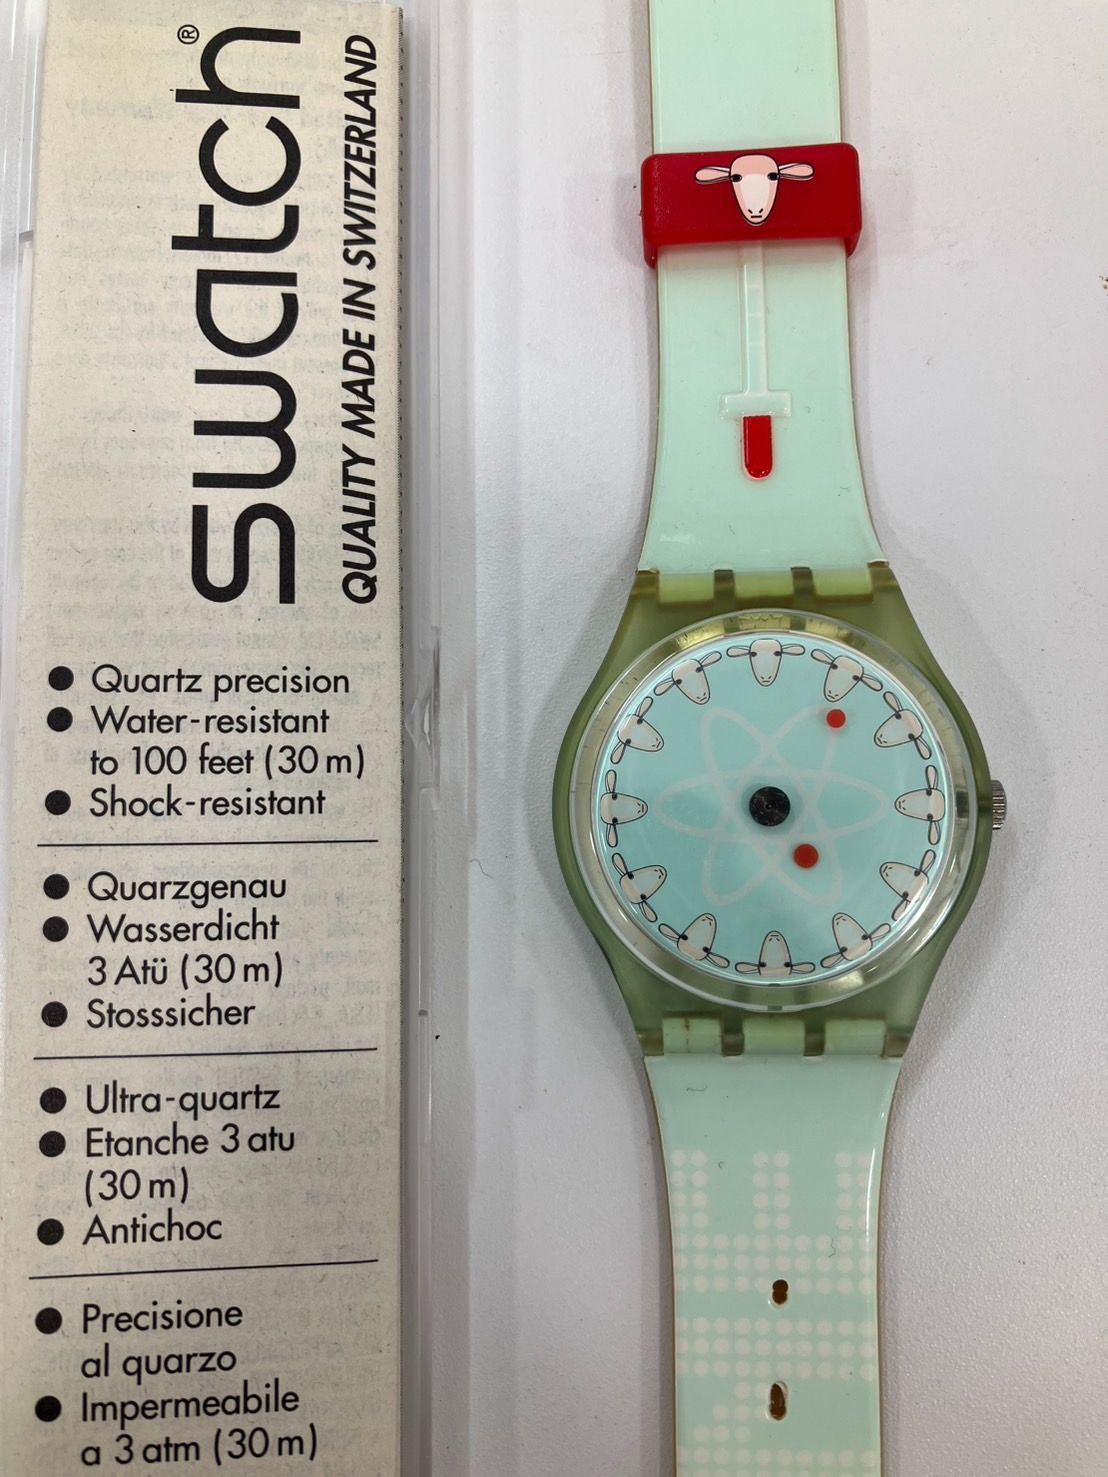 swatch®
QUALITY MADE IN SWITZERLAND
● Quartz precision
● Water-resistant
to 100 feet (30 m)
● Shock-resistant
● Quarzgenau
● Wasserdicht
3 Atü (30 m)
● Stosssicher
● Ultra-quartz
● Etanche 3 atu
(30 m)
● Antichoc
● Precisione
al quarzo
● Impermeabile
a 3 atm (30 m)